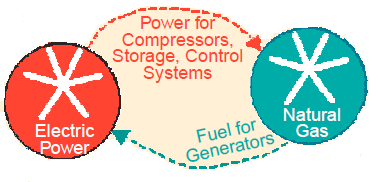 Power for
Compressors,
Storage, Control
Systems
Electric
Power
Natural
Gas
Fuel for
Generators